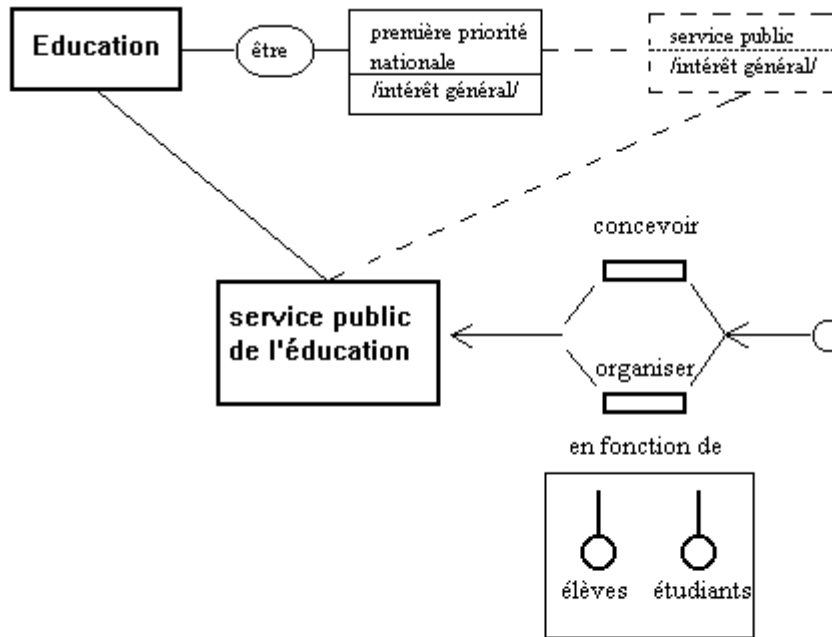 Education
être
première priorité
nationale
/intérêt général/
service public
/intérêt général/
concevoir
service public
de l'éducation
organiser
en fonction de
élèves étudiants